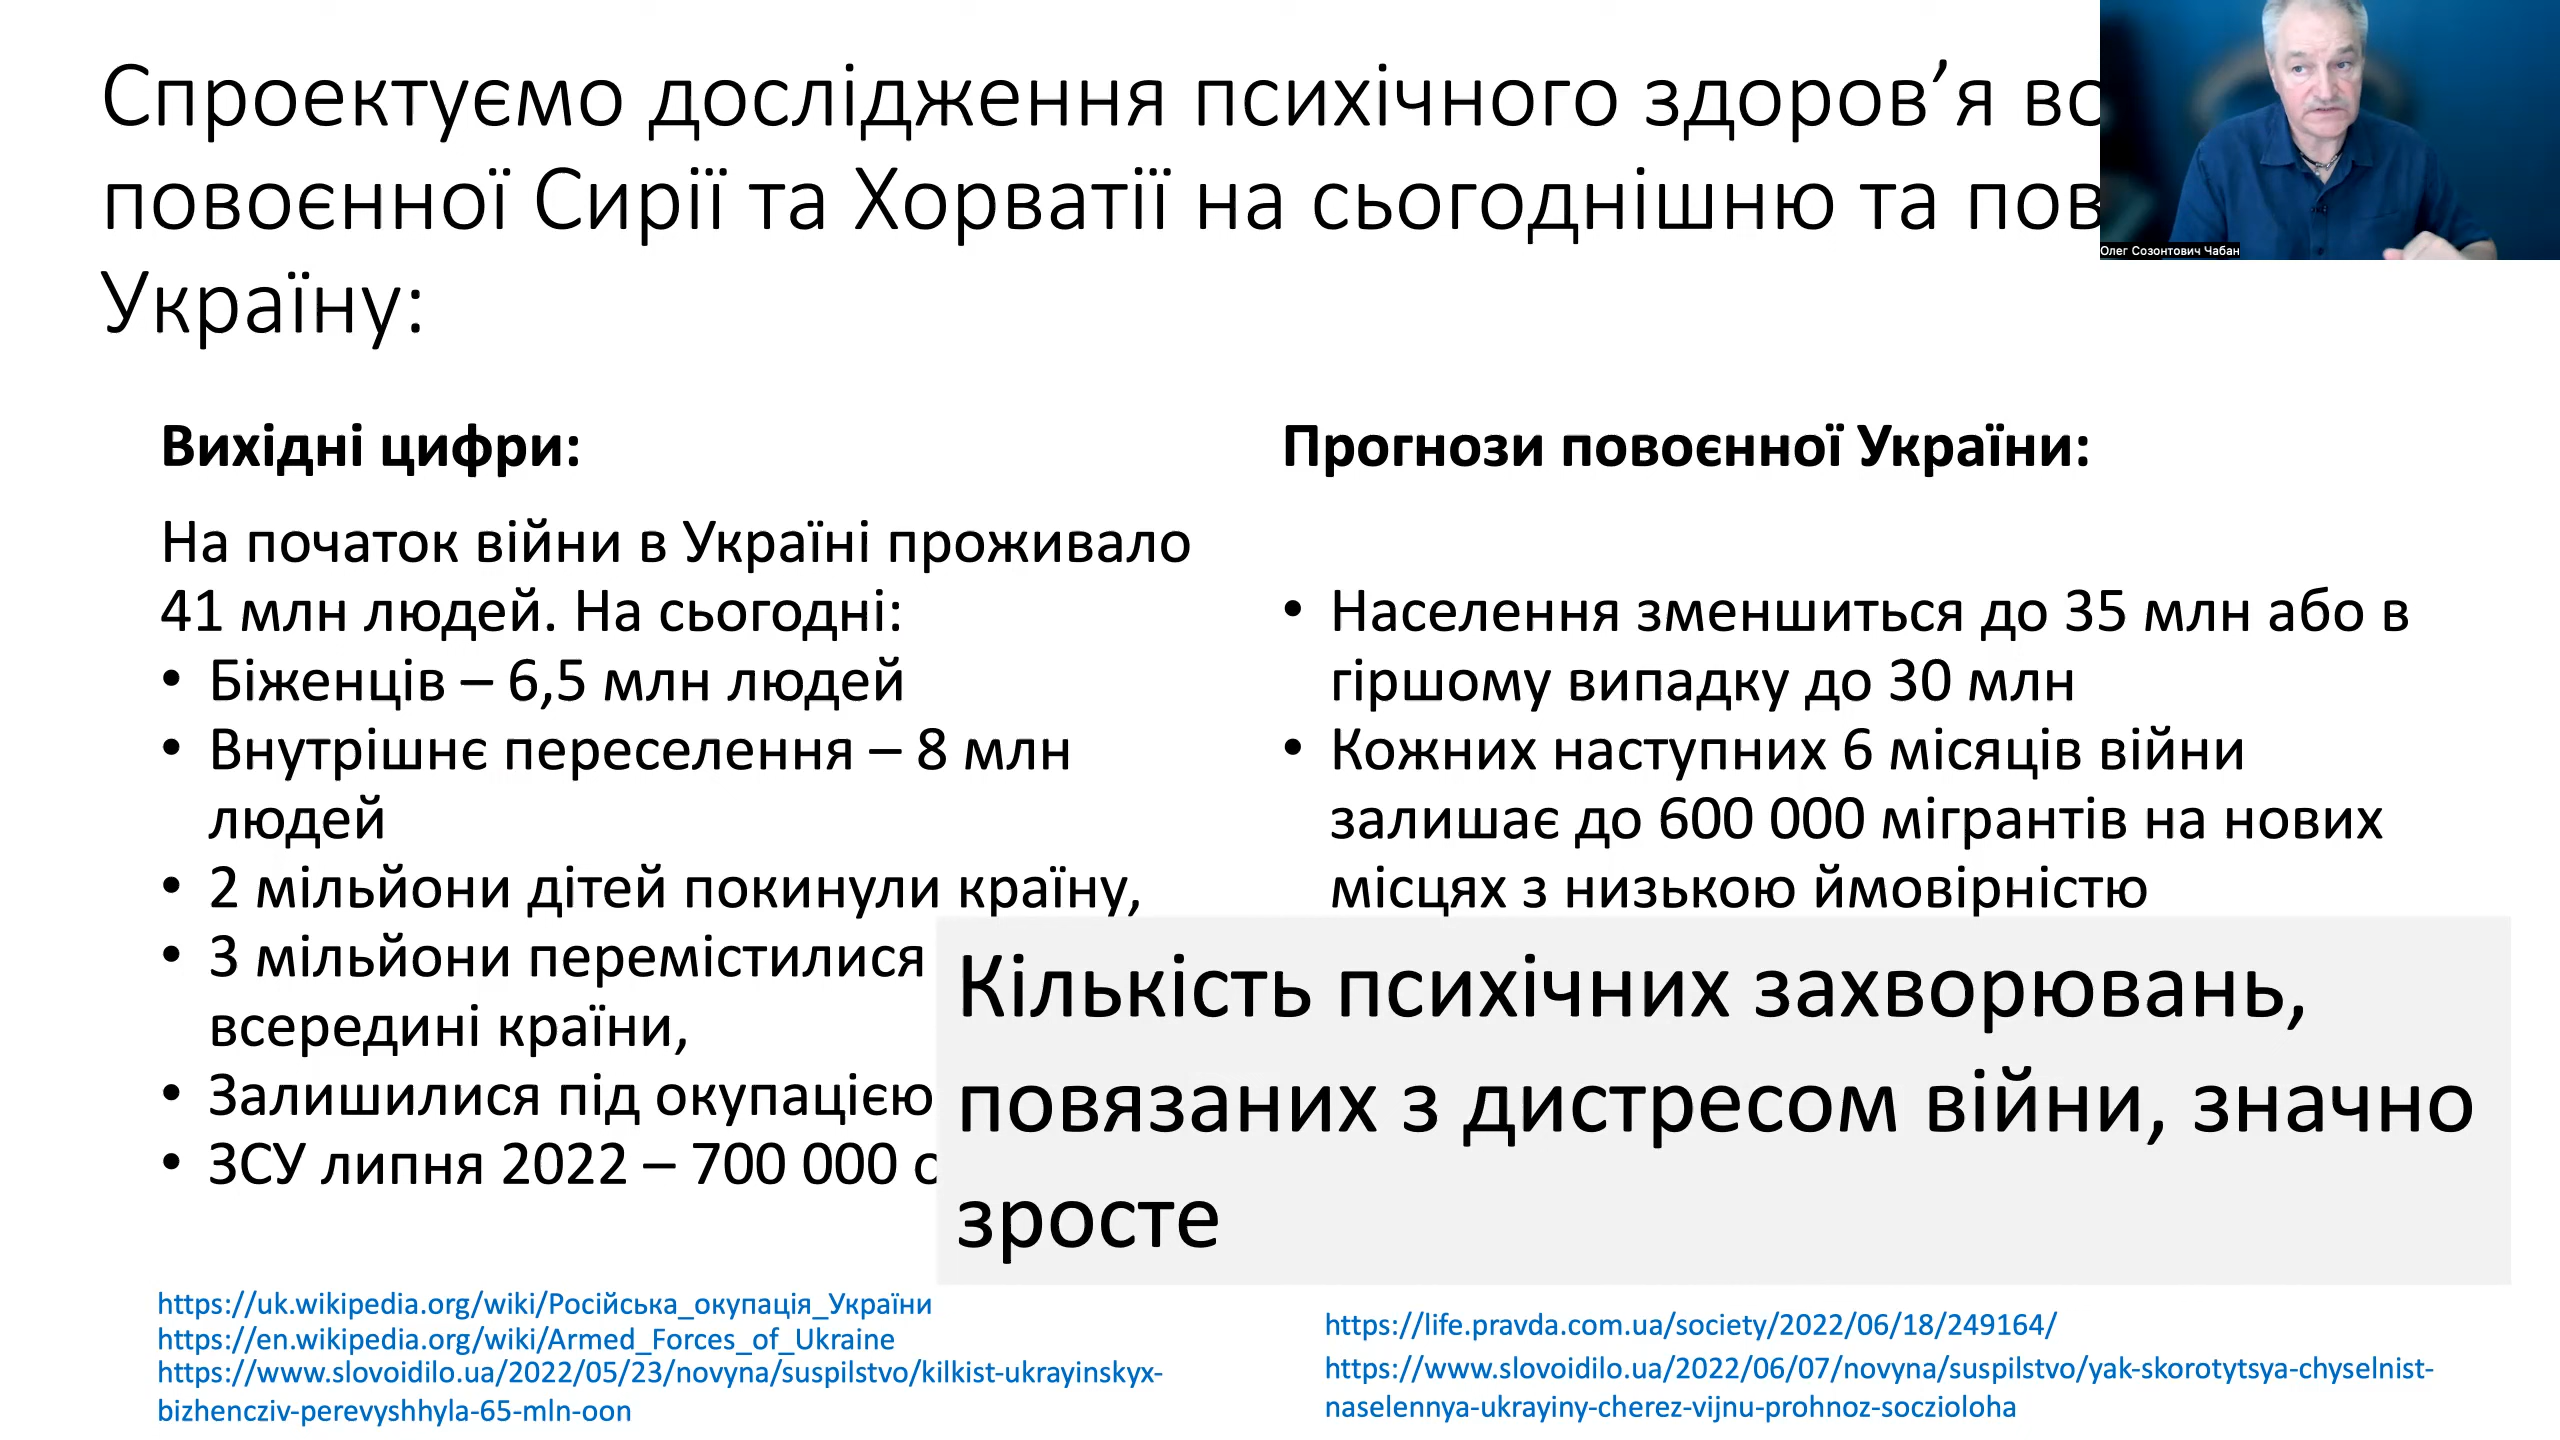 Спроектуємо дослідження психічного здоров’я
повоєнної Сирії та Хорватії на сьогоднішню та
Україну:
Олег Созонтович Чабан
Вихідні цифри:
На початок війни в Україні проживало
41 млн людей. На сьогодні:
• Біженців – 6,5 млн людей
• Внутрішнє переселення – 8 млн
людей
• 2 мільйони дітей покинули країну,
• 3 мільйони перемістилися
всередині країни,
• Залишилися під окупацією
• ЗСУ липня 2022 – 700 000
Прогнози повоєнної України:
• Населення зменшиться до 35 млн або в
гіршому випадку до 30 млн
• Кожних наступних 6 місяців війни
залишає до 600 000 мігрантів на нових
місцях з низькою ймовірністю
Кількість психічних захворювань,
повязаних з дистресом війни, значно
зросте
https://uk.wikipedia.org/wiki/Російська_окупація_України
https://en.wikipedia.org/wiki/Armed_Forces_of_Ukraine
https://www.slovoidilo.ua/2022/05/23/novyna/suspilstvo/kilkist-ukrayinskyx-
bizhencziv-perevyshhyla-65-mln-oon
https://life.pravda.com.ua/society/2022/06/18/249164/
https://www.slovoidilo.ua/2022/06/07/novyna/suspilstvo/yak-skorotytsya-chyselnist-
naselennya-ukrayiny-cherez-vijnu-prohnoz-soczioloha